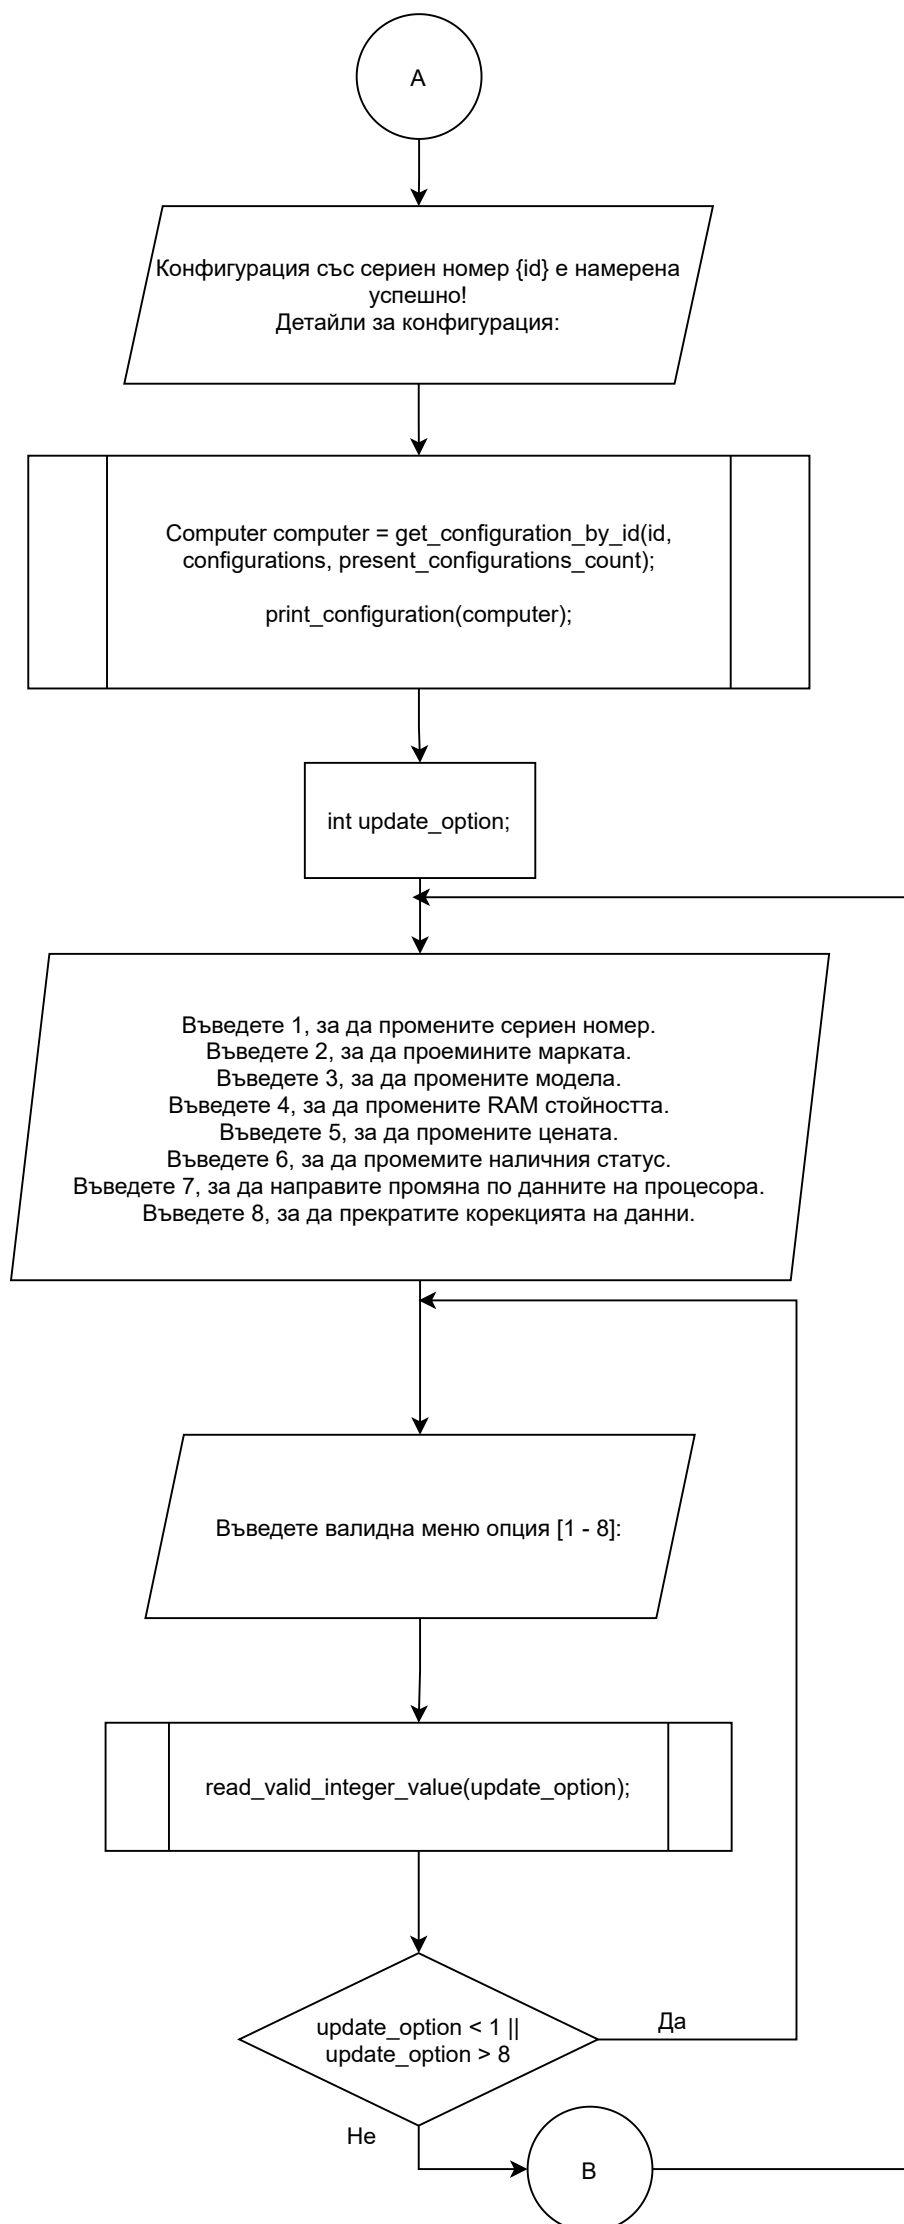 A
Конфигурация със сериен номер {id} е намерена
успешно!
Детайли за конфигурация:
Computer computer = get_configuration_by_id(id,
configurations, present_configurations_count);
print_configuration(computer);
int update_option;
Въведете 1, за да промените сериен номер.
Въведете 2, за да проемините марката.
Въведете 3, за да промените модела.
Въведете 4, за да промените RAM стойността.
Въведете 5, за да промените цената.
Въведете 6, за да промемите наличния статус.
Въведете 7, за да направите промяна по данните на процесора.
Въведете 8, за да прекратите корекцията на данни.
Въведете валидна меню опция [1 - 8]:
read_valid_integer_value(update_option);
update_option < 1 ||
update_option > 8
Да
Не
B